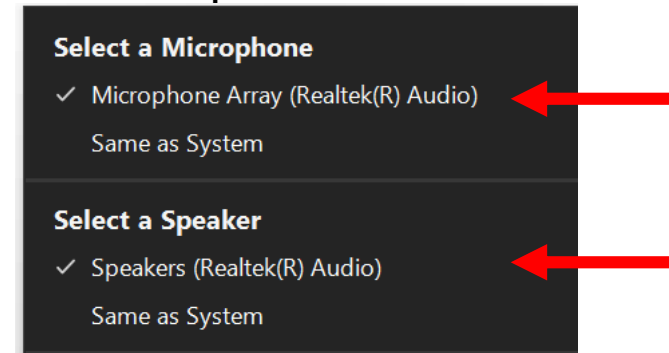 Select a Microphone
✓ Microphone Array (Realtek(R) Audio)
Same as System
Select a Speaker
✓ Speakers (Realtek(R) Audio)
Same as System